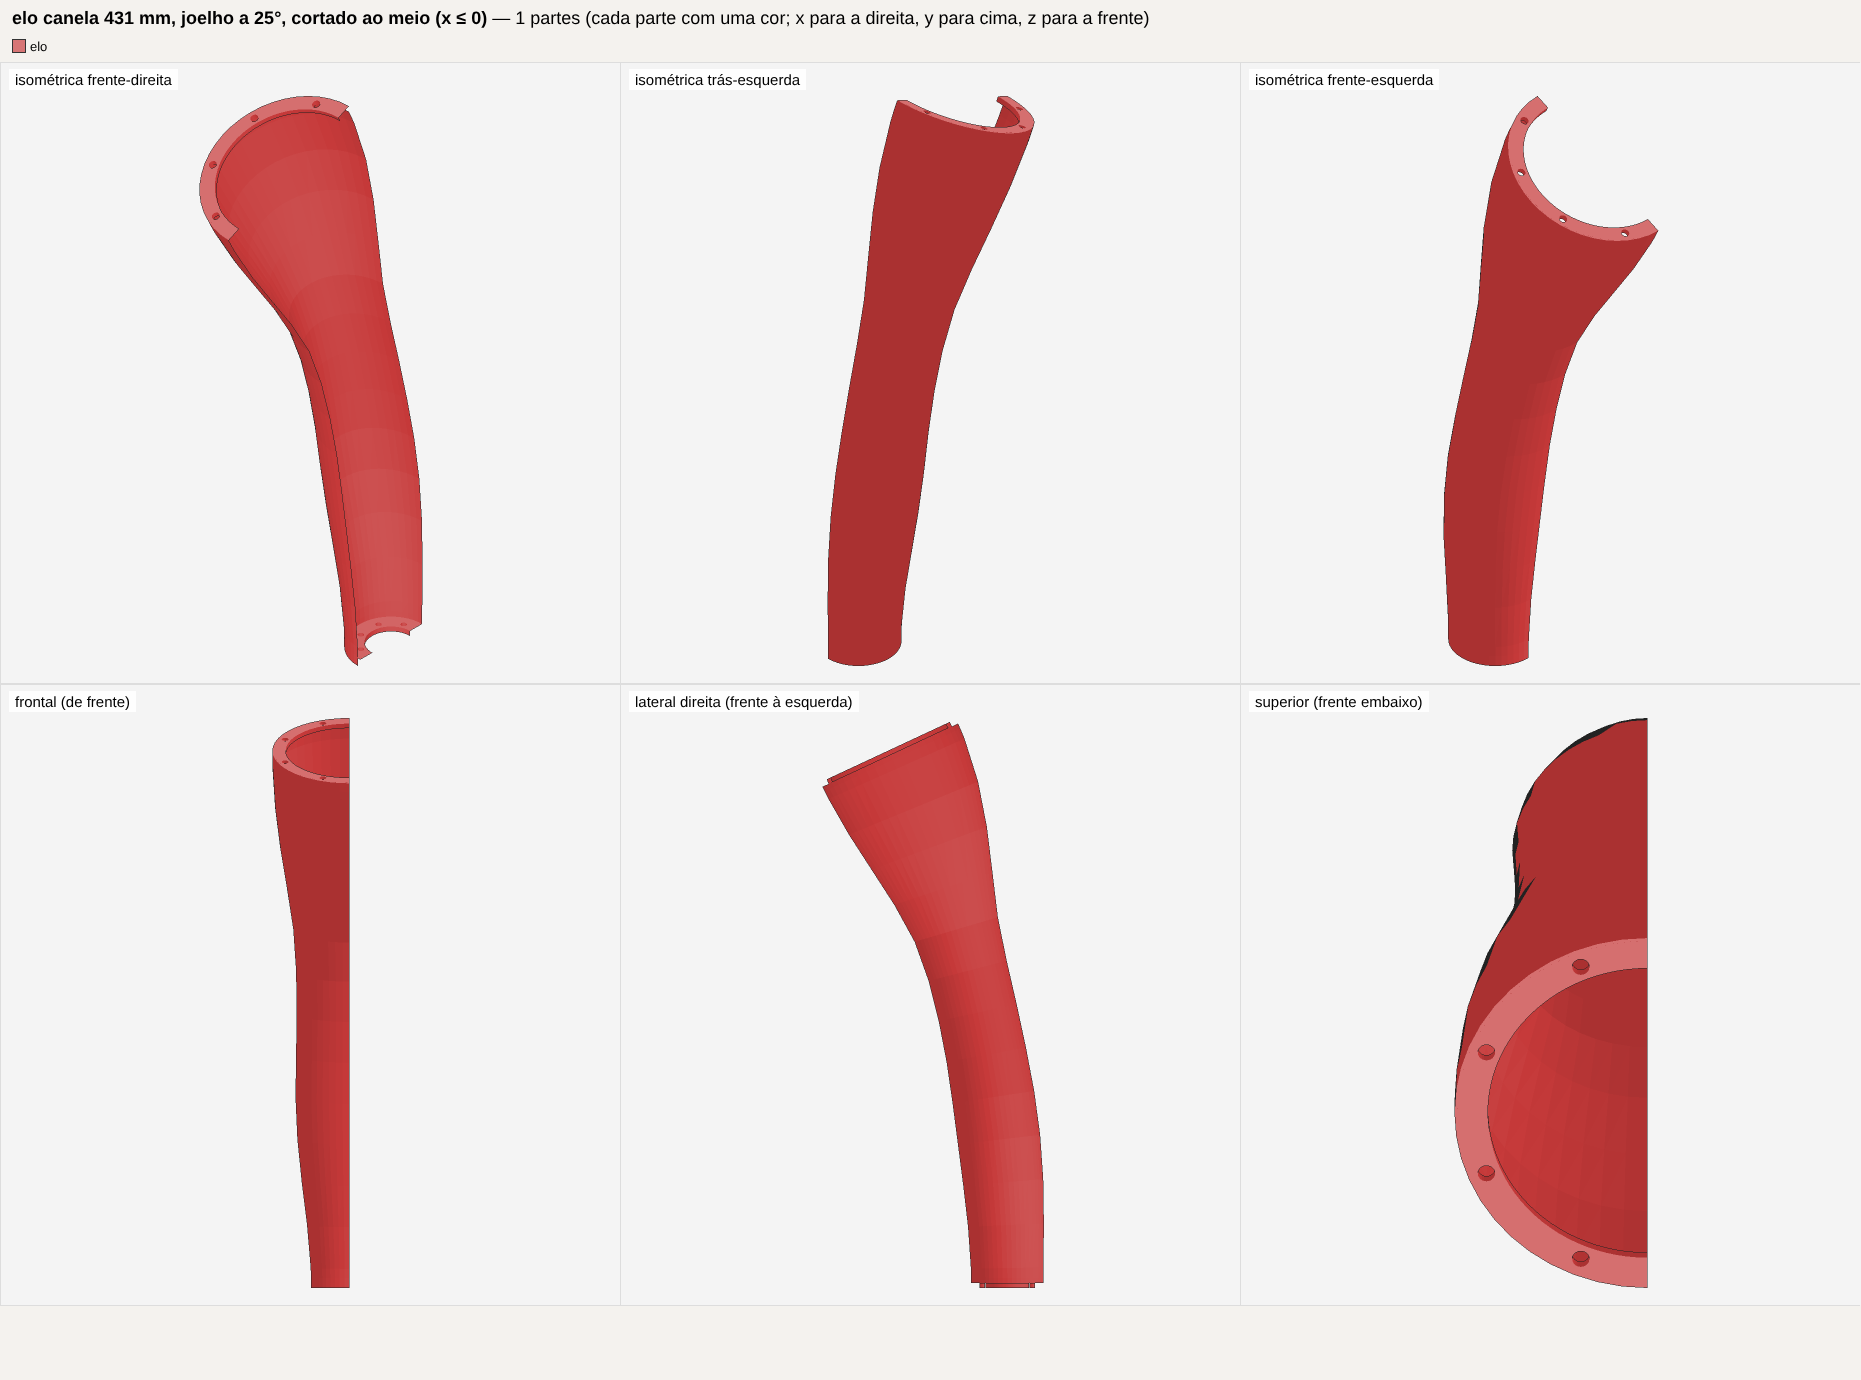 elo canela 431 mm, joelho a 25°, cortado ao meio (x ≤ 0) — 1 partes (cada parte com uma cor; x para a direita, y para cima, z para a frente)
elo
isométrica frente-direita
isométrica trás-esquerda
isométrica frente-esquerda
frontal (de frente)
lateral direita (frente à esquerda)
superior (frente embaixo)